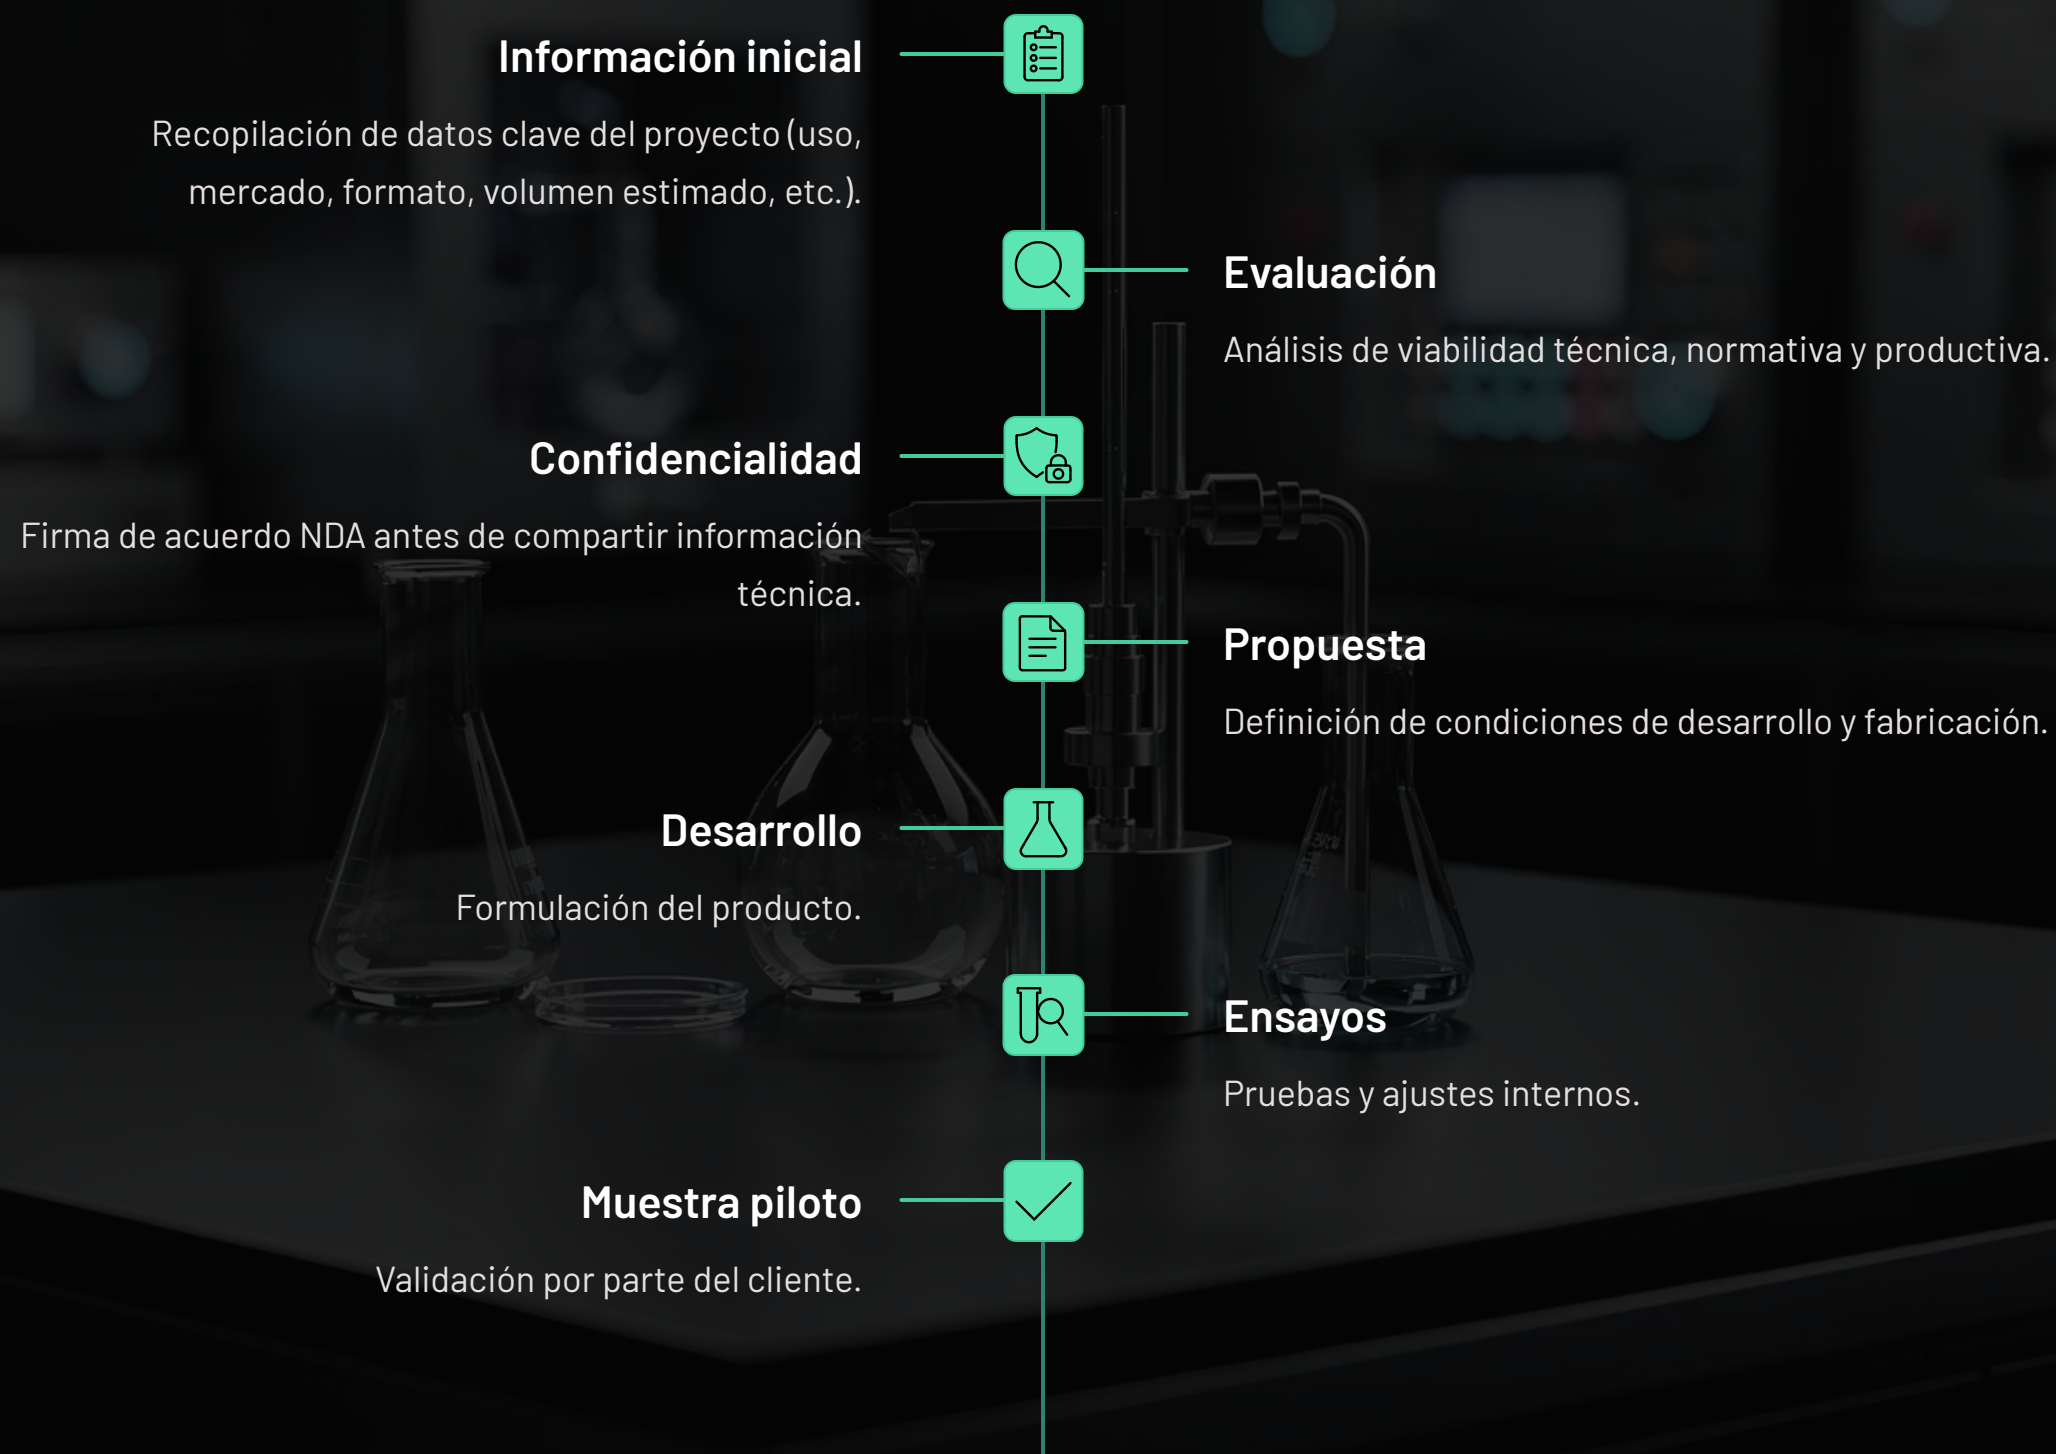 Información inicial
Recopilación de datos clave del proyecto (uso,
mercado, formato, volumen estimado, etc.).
Evaluación
Análisis de viabilidad técnica, normativa y productiva.
Confidencialidad
Firma de acuerdo NDA antes de compartir información
técnica.
Propuesta
Definición de condiciones de desarrollo y fabricación.
Desarrollo
Formulación del producto.
Ensayos
Pruebas y ajustes internos.
Muestra piloto
Validación por parte del cliente.